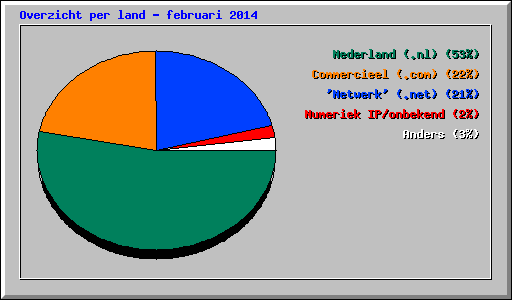 Overzicht per land - februari 2014
Nederland (.nl) (53%)
Commercieel (.com) (22%)
'Netwerk' (.net) (21%)
Numeriek IP/onbekend (2%)
Anders (3%)